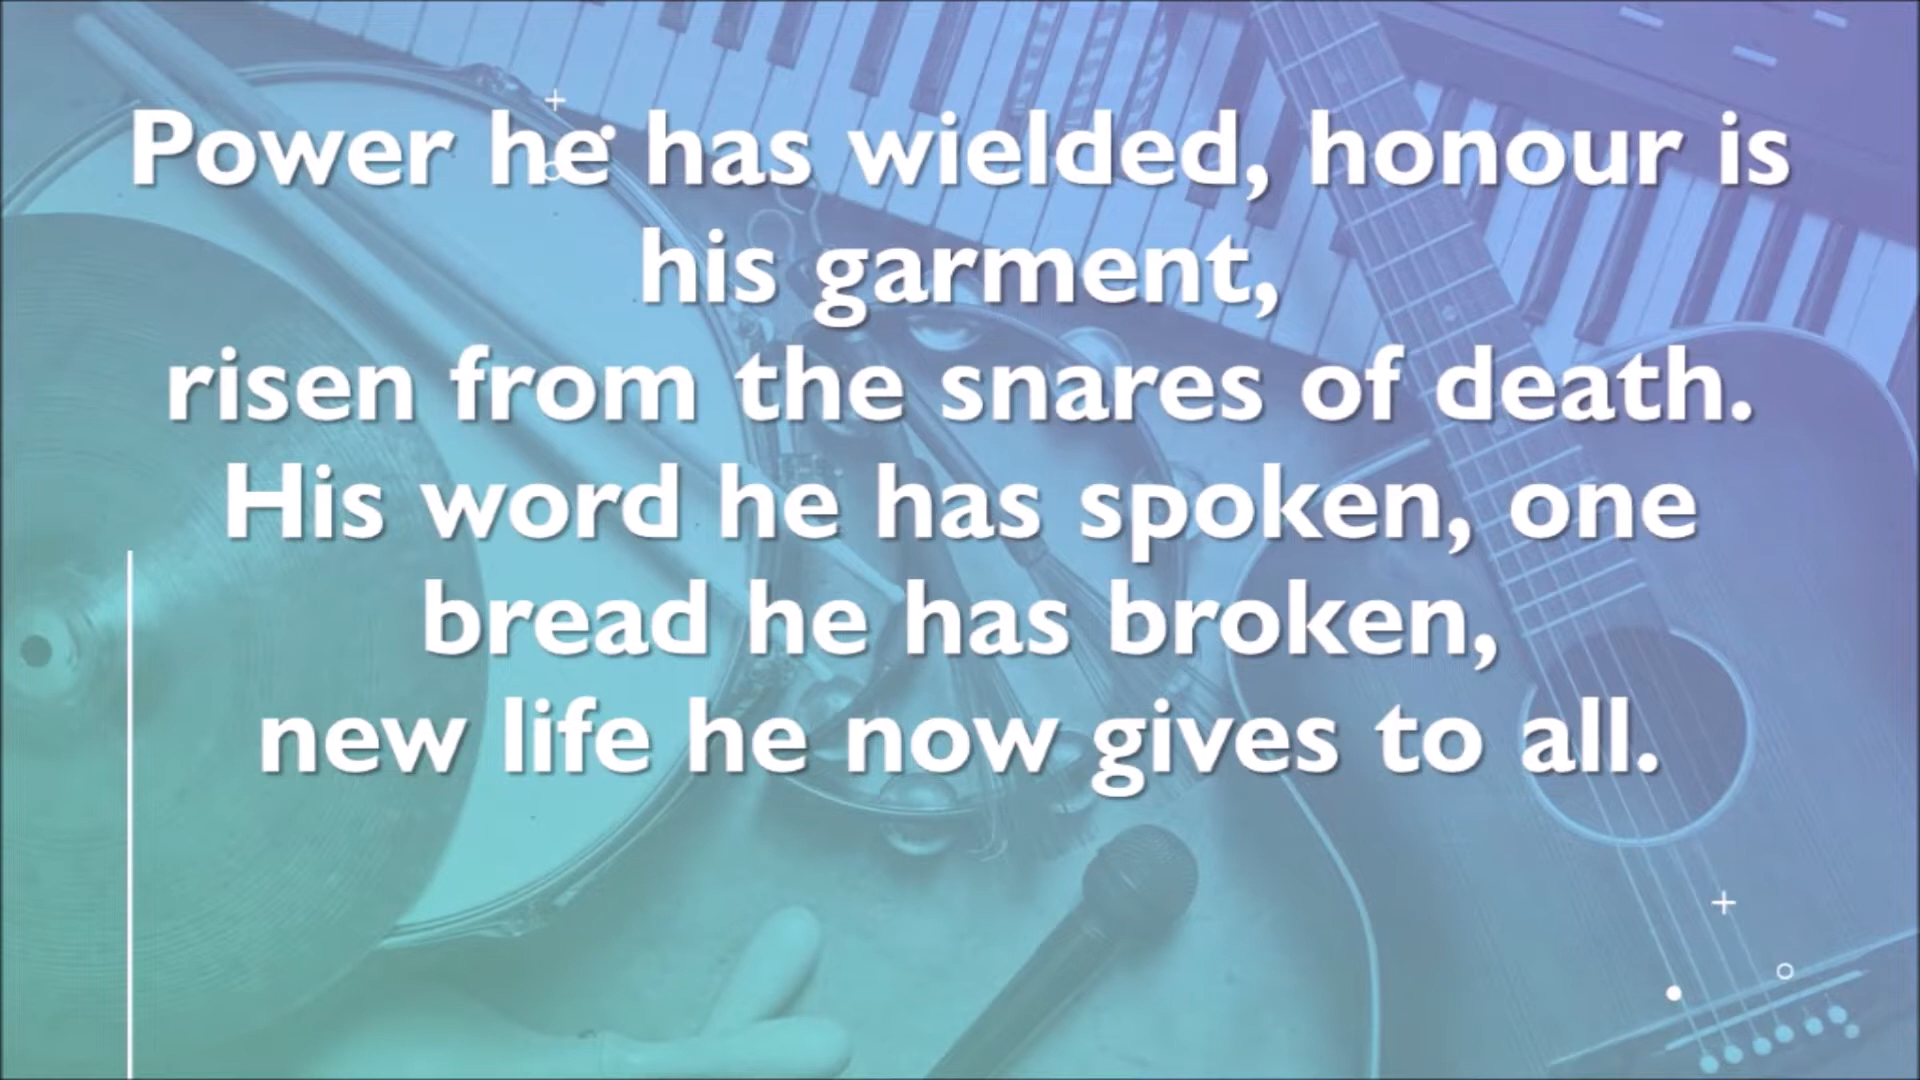 Power he has wielded, honour is
his garment,
risen from the snares of death.
His word he has spoken, one
bread he has broken,
new life he now gives to all.